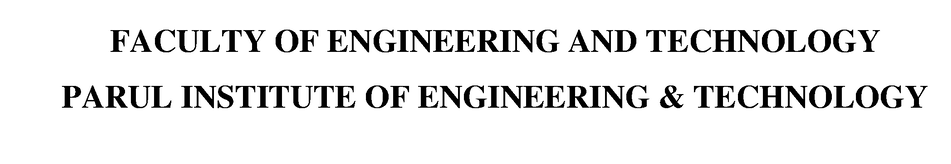 FACULTY OF ENGINEERING AND TECHNOLOGY
PARUL INSTITUTE OF ENGINEERING & TECHNOLOGY